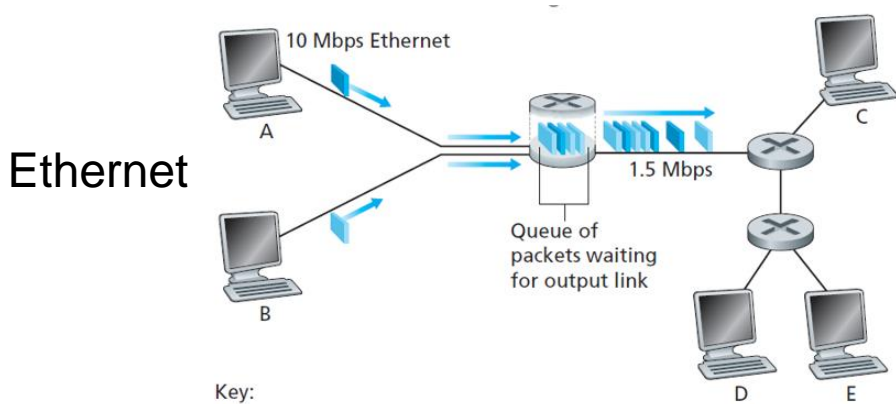 10 Mbps Ethernet
A
C
Ethernet
1.5 Mbps
Queue of
packets waiting
for output link
B
Key:
D
E